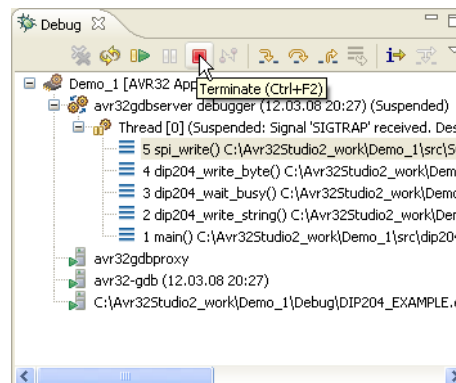 Debug
Demo_1 [AVR32 App
Terminate (Ctrl+F2)
avr32gdbserver debugger (12.03.08 20:27) (Suspended)
Thread [0] (Suspended: Signal 'SIGTRAP' received. Des
5 spi_write() C:\Avr32Studio2_work\Demo_1\src\S
4 dip204_write_byte() C:\Avr32Studio2_work\Dem
3 dip204_wait_busy() C:\Avr32Studio2_work\Demo
2 dip204_write_string() C:\Avr32Studio2_work\Der
1 main() C:\Avr32Studio2_work\Demo_1\src\dip20
avr32gdbproxy
avr32-gdb (12.03.08 20:27)
C:\Avr32Studio2_work\Demo_1\Debug\DIP204_EXAMPLE.